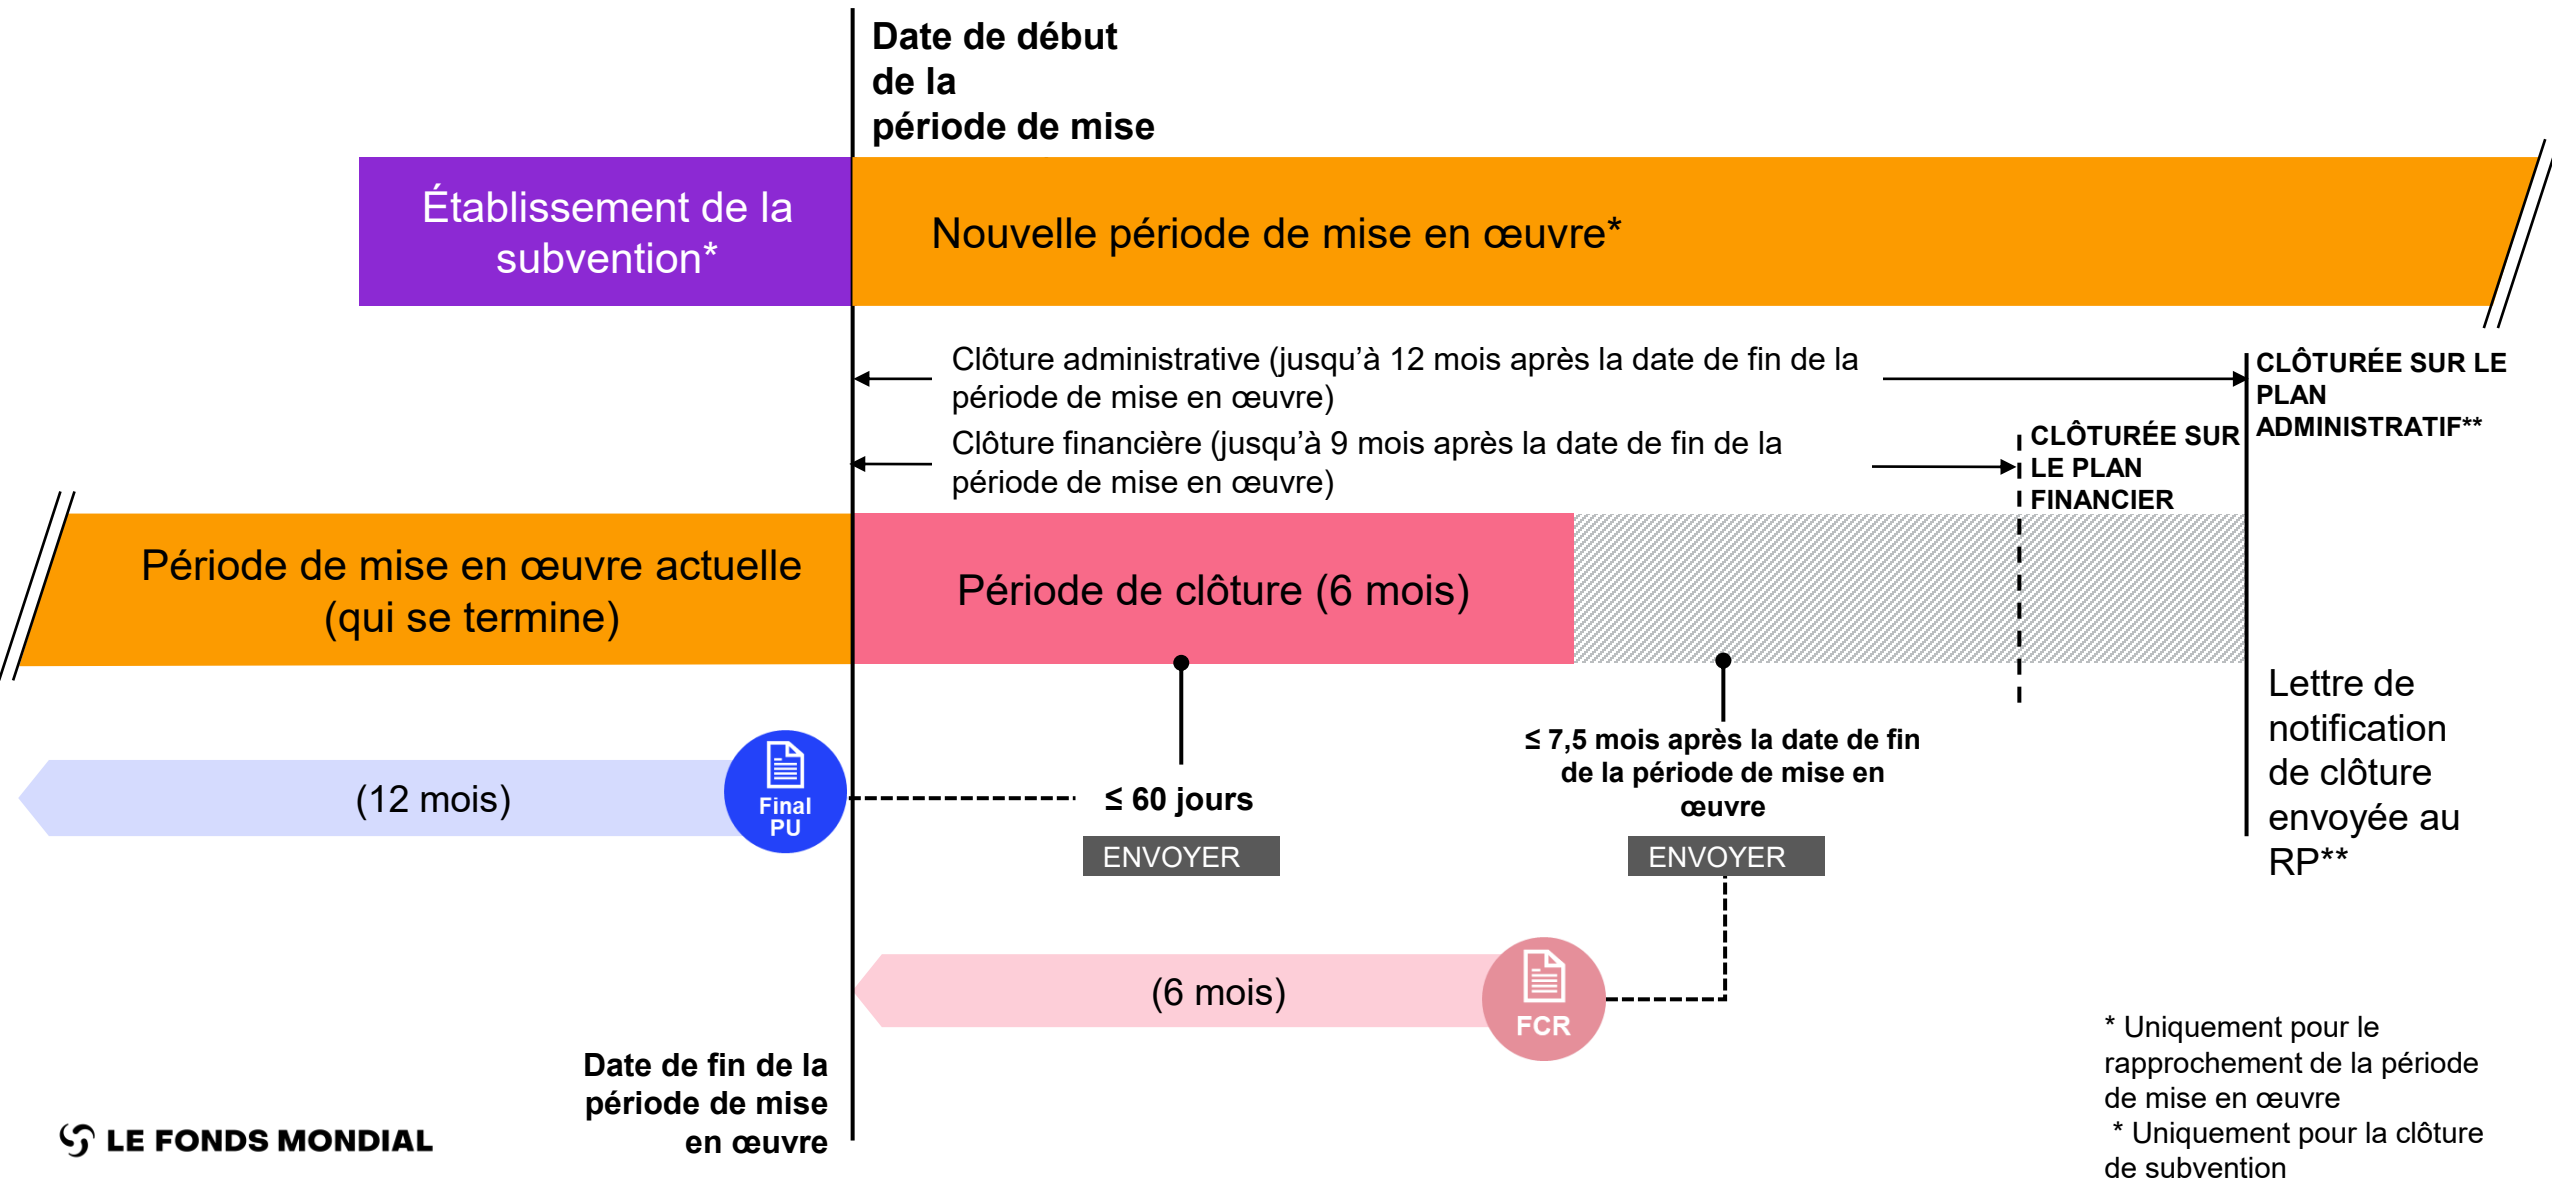 Date de début
de la
période de mise
Établissement de la
subvention*
Nouvelle période de mise en œuvre*
Clôture administrative (jusqu'à 12 mois après la date de fin de la
période de mise en œuvre)
CLÔTURÉE SUR LE
PLAN
ADMINISTRATIF**
Clôture financière (jusqu'à 9 mois après la date de fin de la
période de mise en œuvre)
CLÔTURÉE SUR
LE PLAN
FINANCIER
Période de mise en œuvre actuelle
(qui se termine)
Période de clôture (6 mois)
Lettre de
notification
de clôture
envoyée au
RP**
(12 mois)
Final
PU
≤ 60 jours
ENVOYER
≤ 7,5 mois après la date de fin
de la période de mise en
œuvre
ENVOYER
(6 mois)
FCR
Date de fin de la
période de mise
en œuvre
LE FONDS MONDIAL
* Uniquement pour le
rapprochement de la période
de mise en œuvre
* Uniquement pour la clôture
de subvention